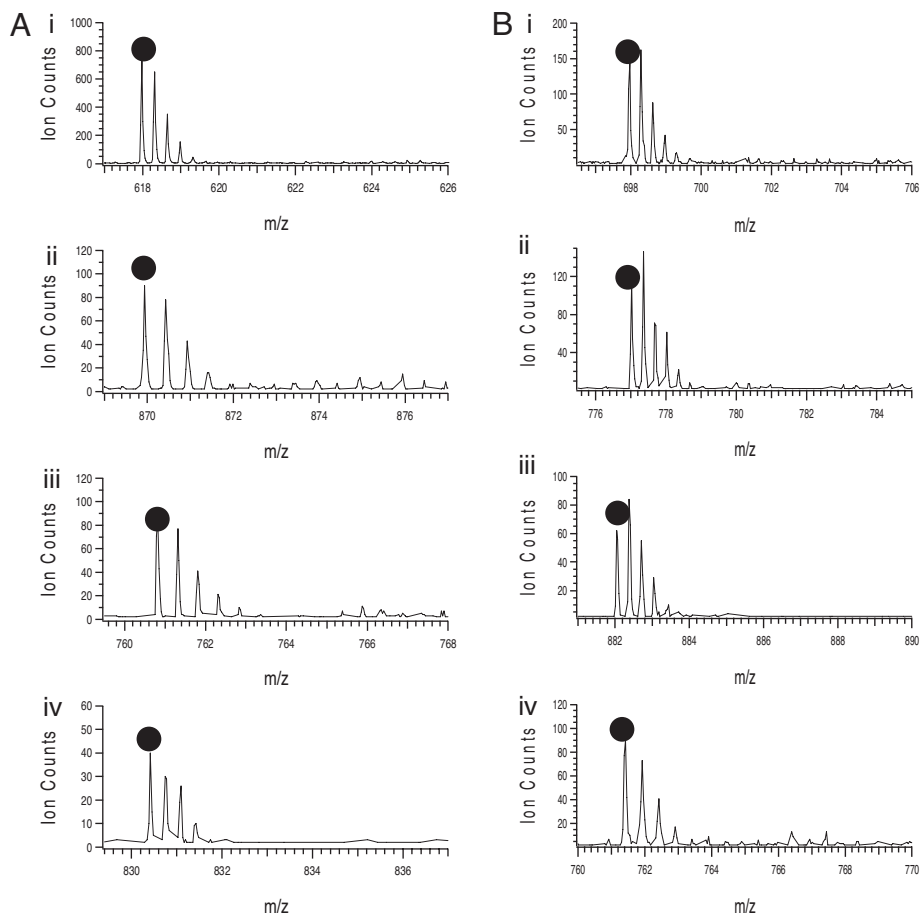 A i
Ion Counts
1000
800
600
400
200
0
618 620 622 624 626
m/z
ii
Ion Counts
120
100
80
60
40
20
0
870 872 874 876
m/z
iii
Ion Counts
120
100
80
60
40
20
0
760 762 764 766 768
m/z
iv
Ion Counts
60
50
40
30
20
10
0
830 832 834 836
m/z
B i
Ion Counts
200
150
100
50
698 700 702 704 706
m/z
ii
Ion Counts
120
80
40
776 778 780 782 784
m/z
iii
Ion Counts
100
80
60
40
20
882 884 886 888 890
m/z
iv
Ion Counts
120
100
80
60
40
20
760 762 764 766 768 770
m/z